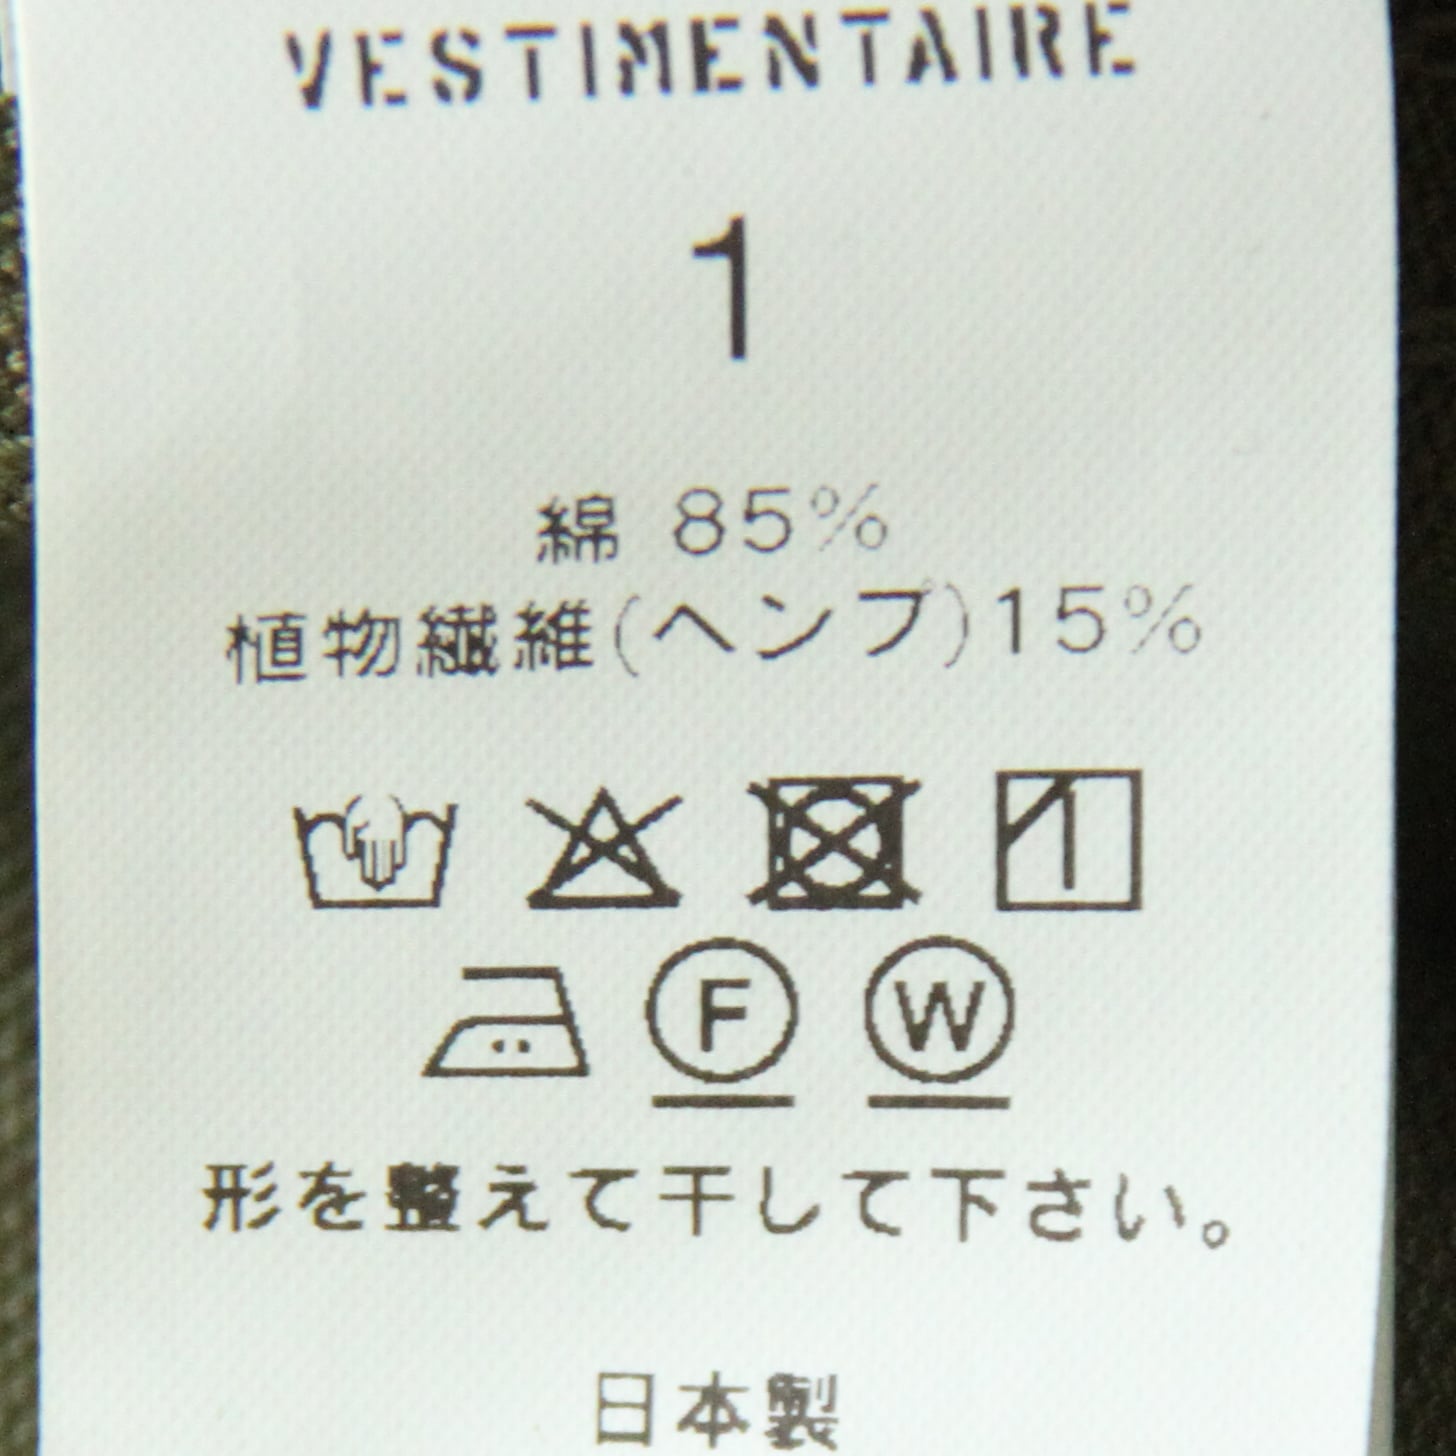 VESTIMENTAIRE
1
綿 85%
植物繊維(ヘンプ)15%
F W
形を整えて干して下さい。
日本製